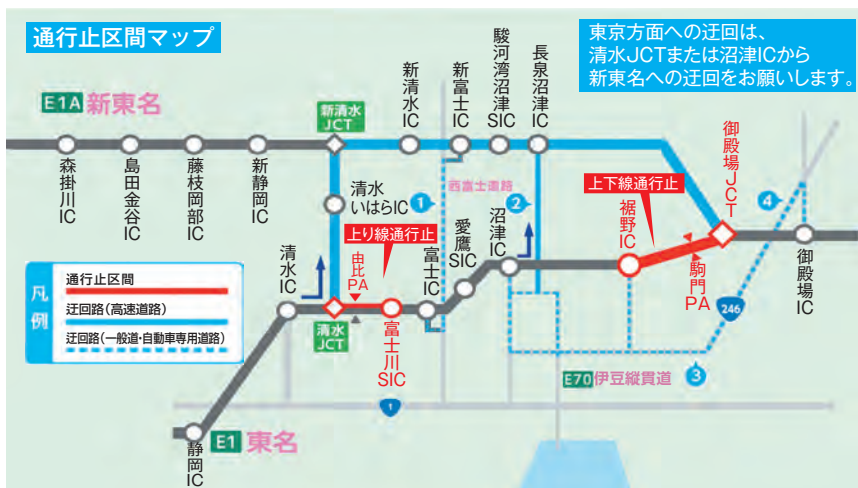 通行止区間マップ
東京方面への迂回は、
清水JCTまたは沼津ICから
新東名への迂回をお願いします。
E1A 新東名
森掛川IC
島田金谷IC
藤枝岡部IC
新静岡IC
新清水JCT
新清水IC
新富士IC
駿河湾沼津SIC
長泉沼津IC
御殿場JCT
清水
いはらIC
1
西富士道路
2
上下線通行止
4
上り線通行止
清水IC
由比PA
富士IC
愛鷹SIC
沼津IC
裾野IC
駒門PA
御殿場IC
凡例
通行止区間
迂回路(高速道路)
迂回路(一般道・自動車専用道路)
清水JCT
富士川SIC
246
E70 伊豆縦貫道
3
1
静岡IC
E1 東名